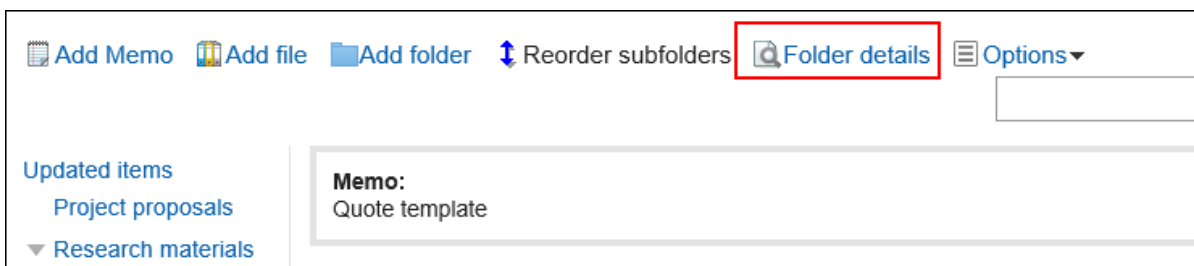 Add Memo Add file Add folder Reorder subfolders Folder details Options
Updated items
Project proposals
Research materials
Memo:
Quote template